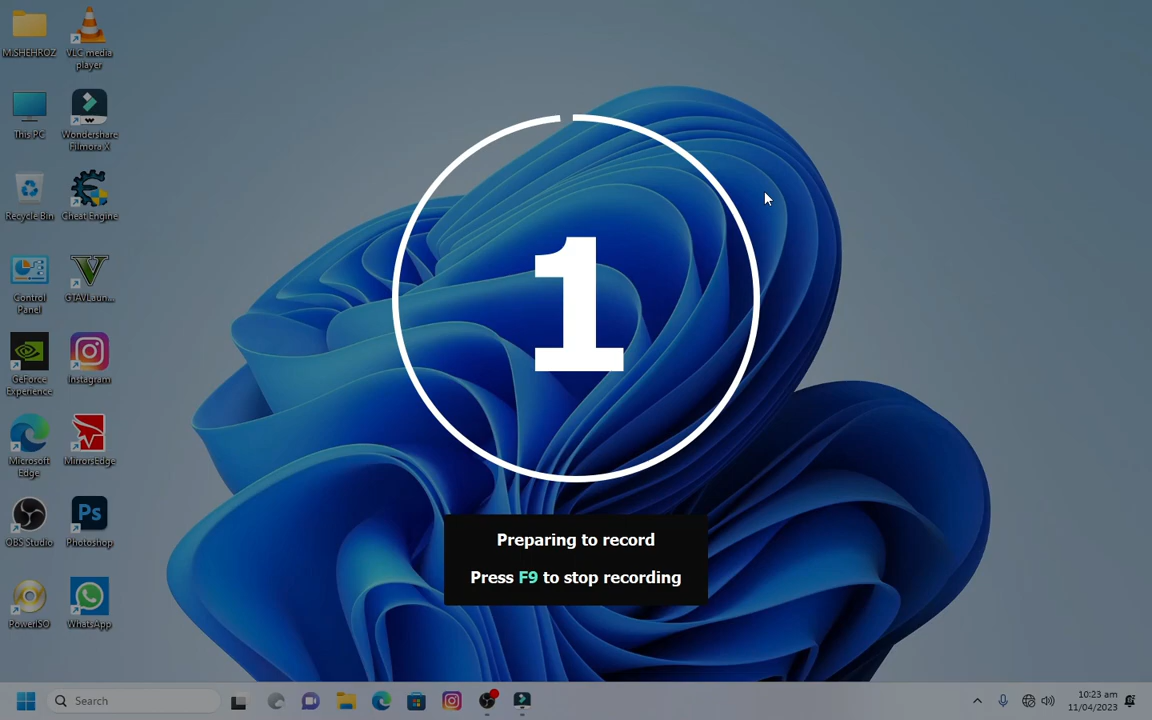 M.SHEHROZ
VLC media
player
This PC
Wondershare
Filmora X
Recycle Bin
Cheat Engine
Control
Panel
GTAVLaun...
GeForce
Experience
Instagram
Microsoft
Edge
MirrorsEdge
OBS Studio
Ps
Photoshop
PowerISO
WhatsApp
1
Preparing to record
Press F9 to stop recording
Search
10:23 am
11/04/2023